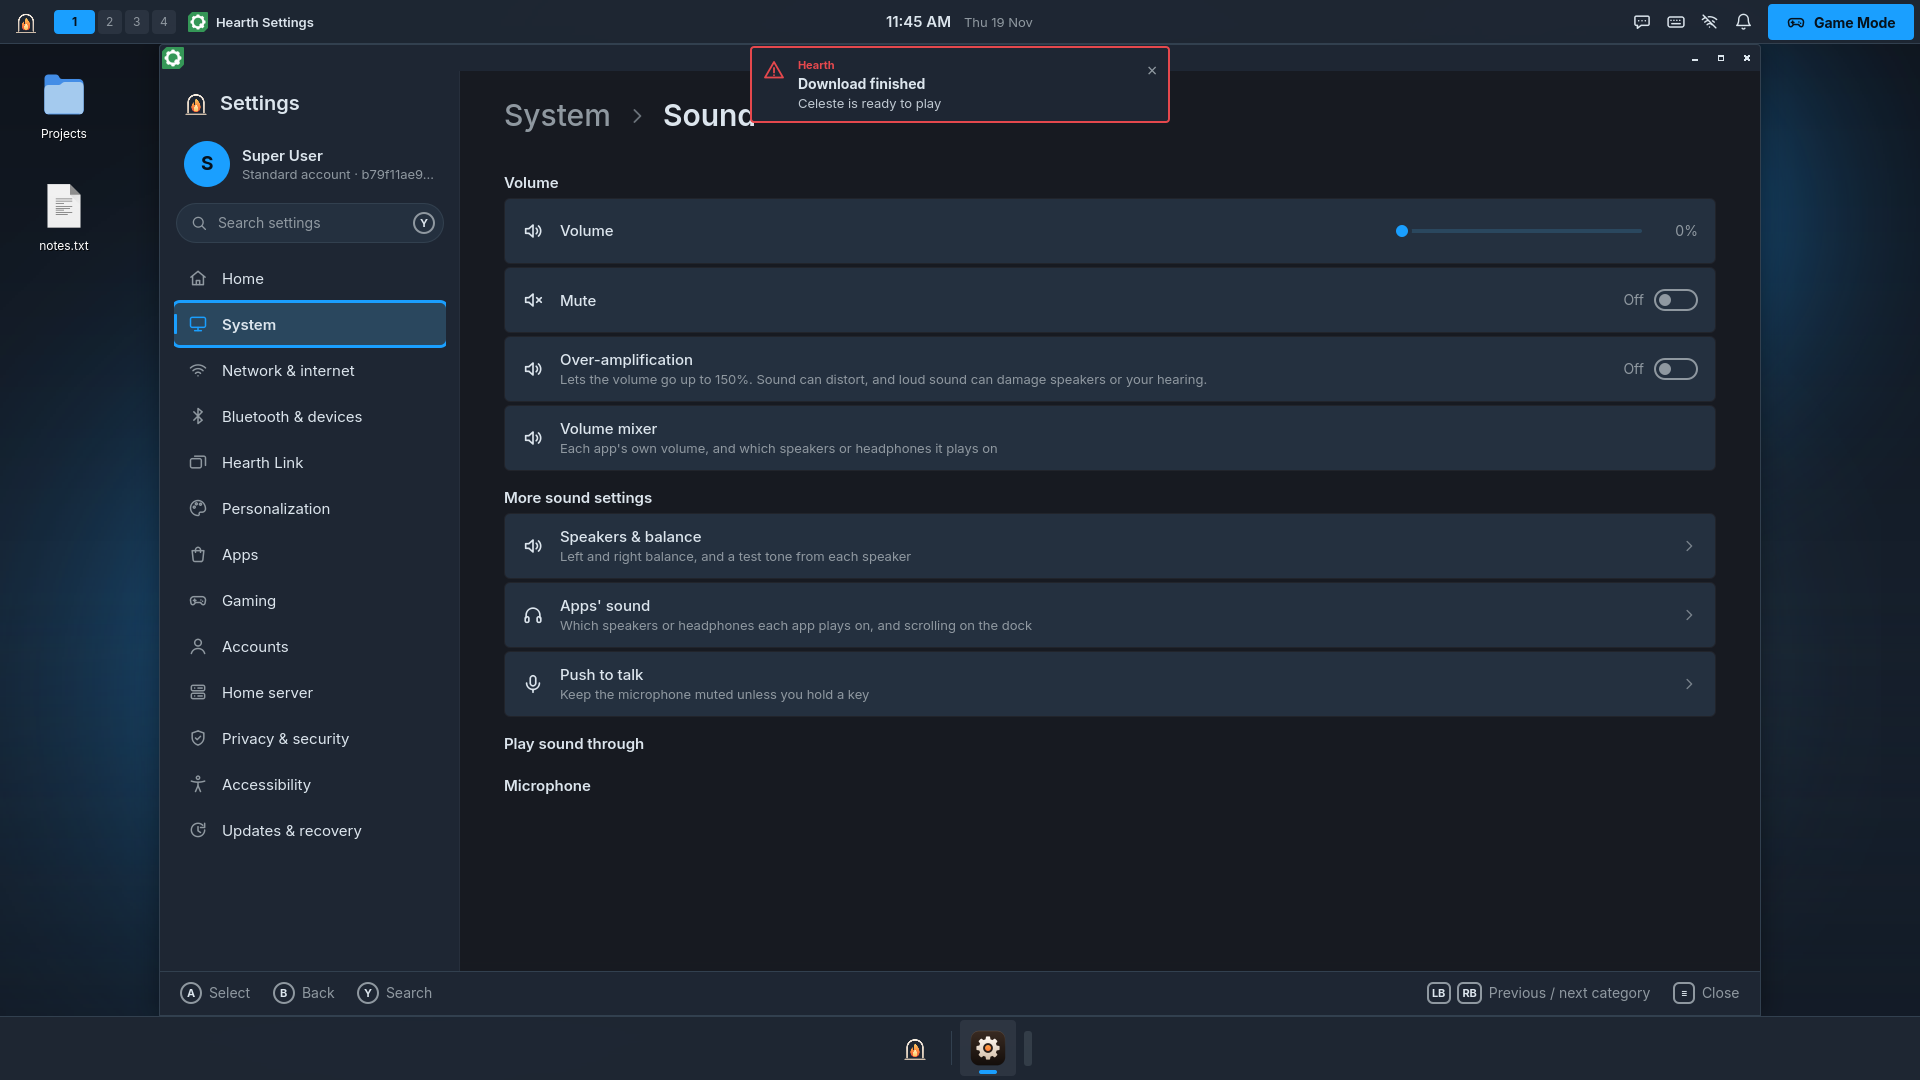 1 2 3 4 Hearth Settings 11:45 AM Thu 19 Nov Game Mode
Hearth
Download finished
Celeste is ready to play
Projects
notes.txt
Settings
S
Super User
Standard account · b79f11ae9...
Search settings Y
Home
System
Network & internet
Bluetooth & devices
Hearth Link
Personalization
Apps
Gaming
Accounts
Home server
Privacy & security
Accessibility
Updates & recovery
System > Sound
Volume
Volume 0%
Mute Off
Over-amplification
Lets the volume go up to 150%. Sound can distort, and loud sound can damage speakers or your hearing.
Off
Volume mixer
Each app's own volume, and which speakers or headphones it plays on
More sound settings
Speakers & balance
Left and right balance, and a test tone from each speaker
Apps' sound
Which speakers or headphones each app plays on, and scrolling on the dock
Push to talk
Keep the microphone muted unless you hold a key
Play sound through
Microphone
A Select B Back Y Search LB RB Previous / next category Close